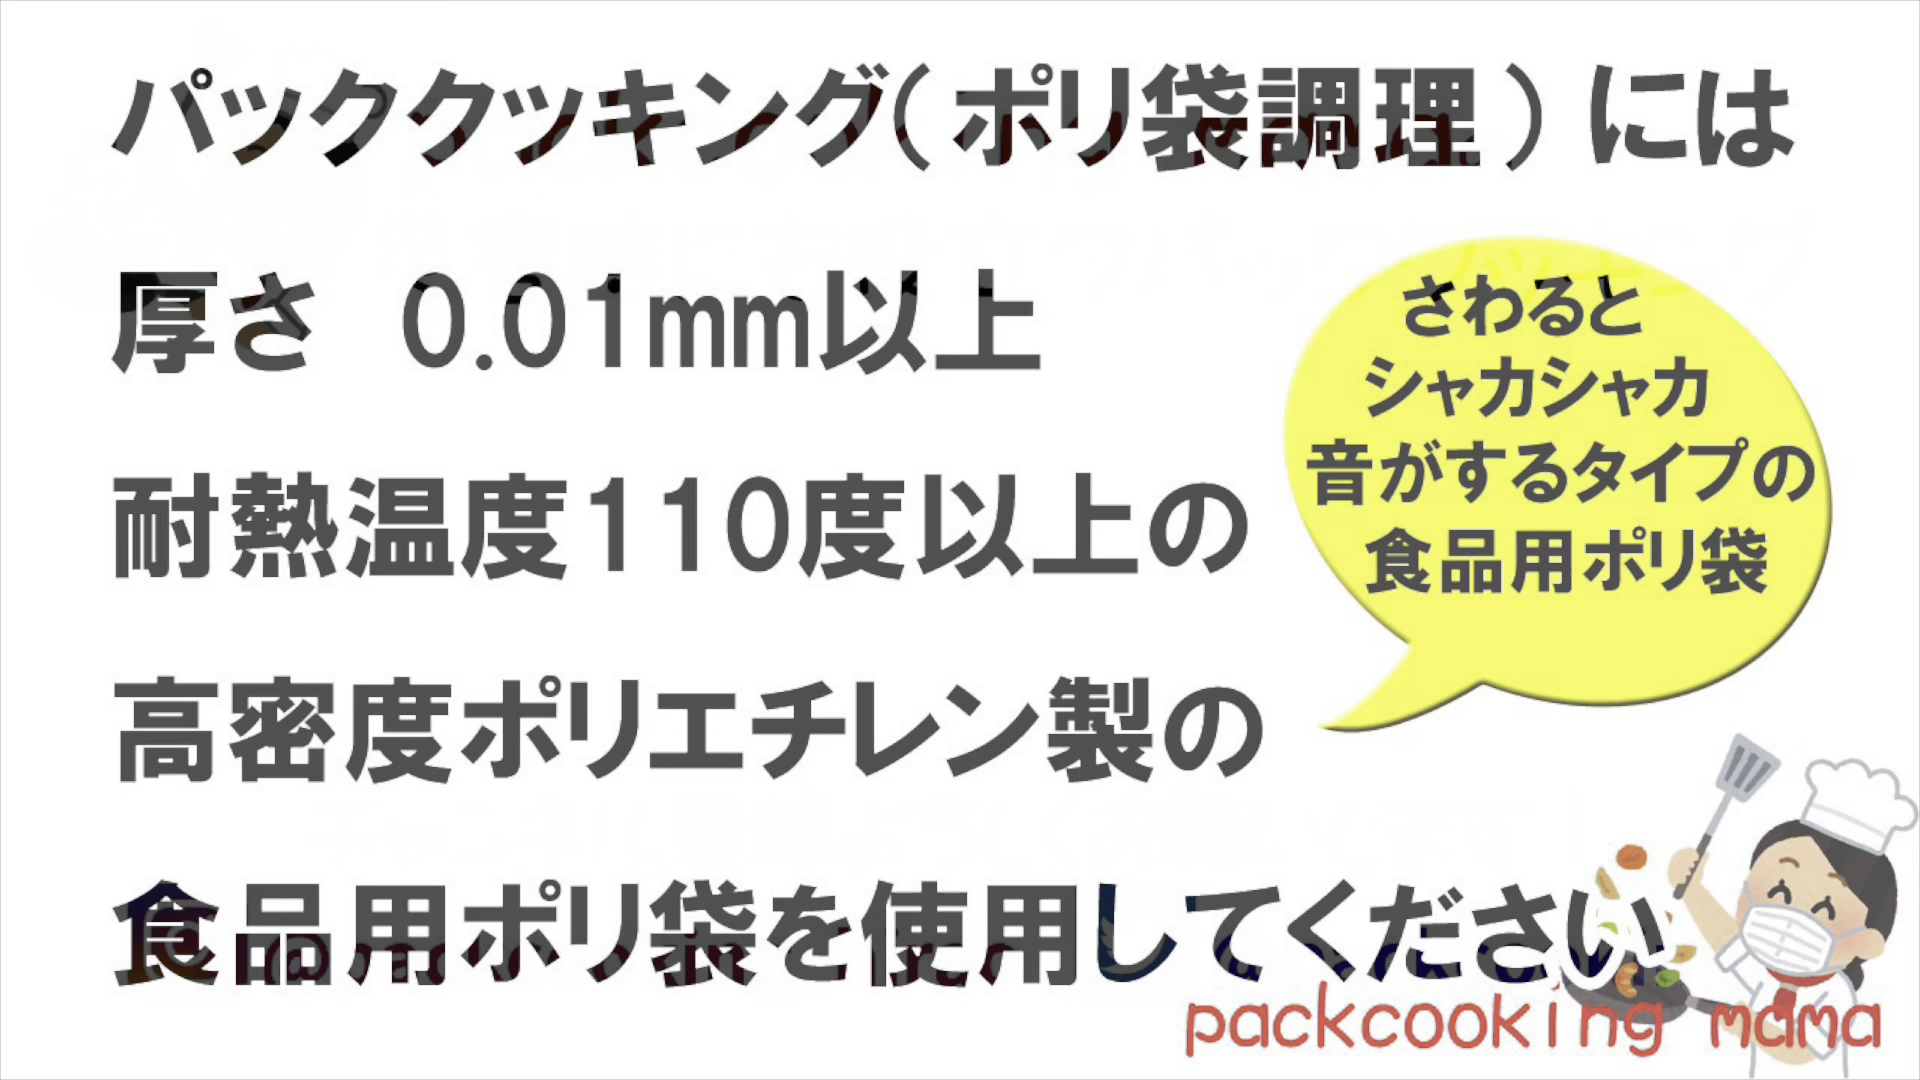 パッククッキング（ポリ袋調理）には
厚さ　0.01mm以上
耐熱温度110度以上の
高密度ポリエチレン製の
食品用ポリ袋を使用してください
さわると
シャカシャカ
音がするタイプの
食品用ポリ袋
packcooking mama